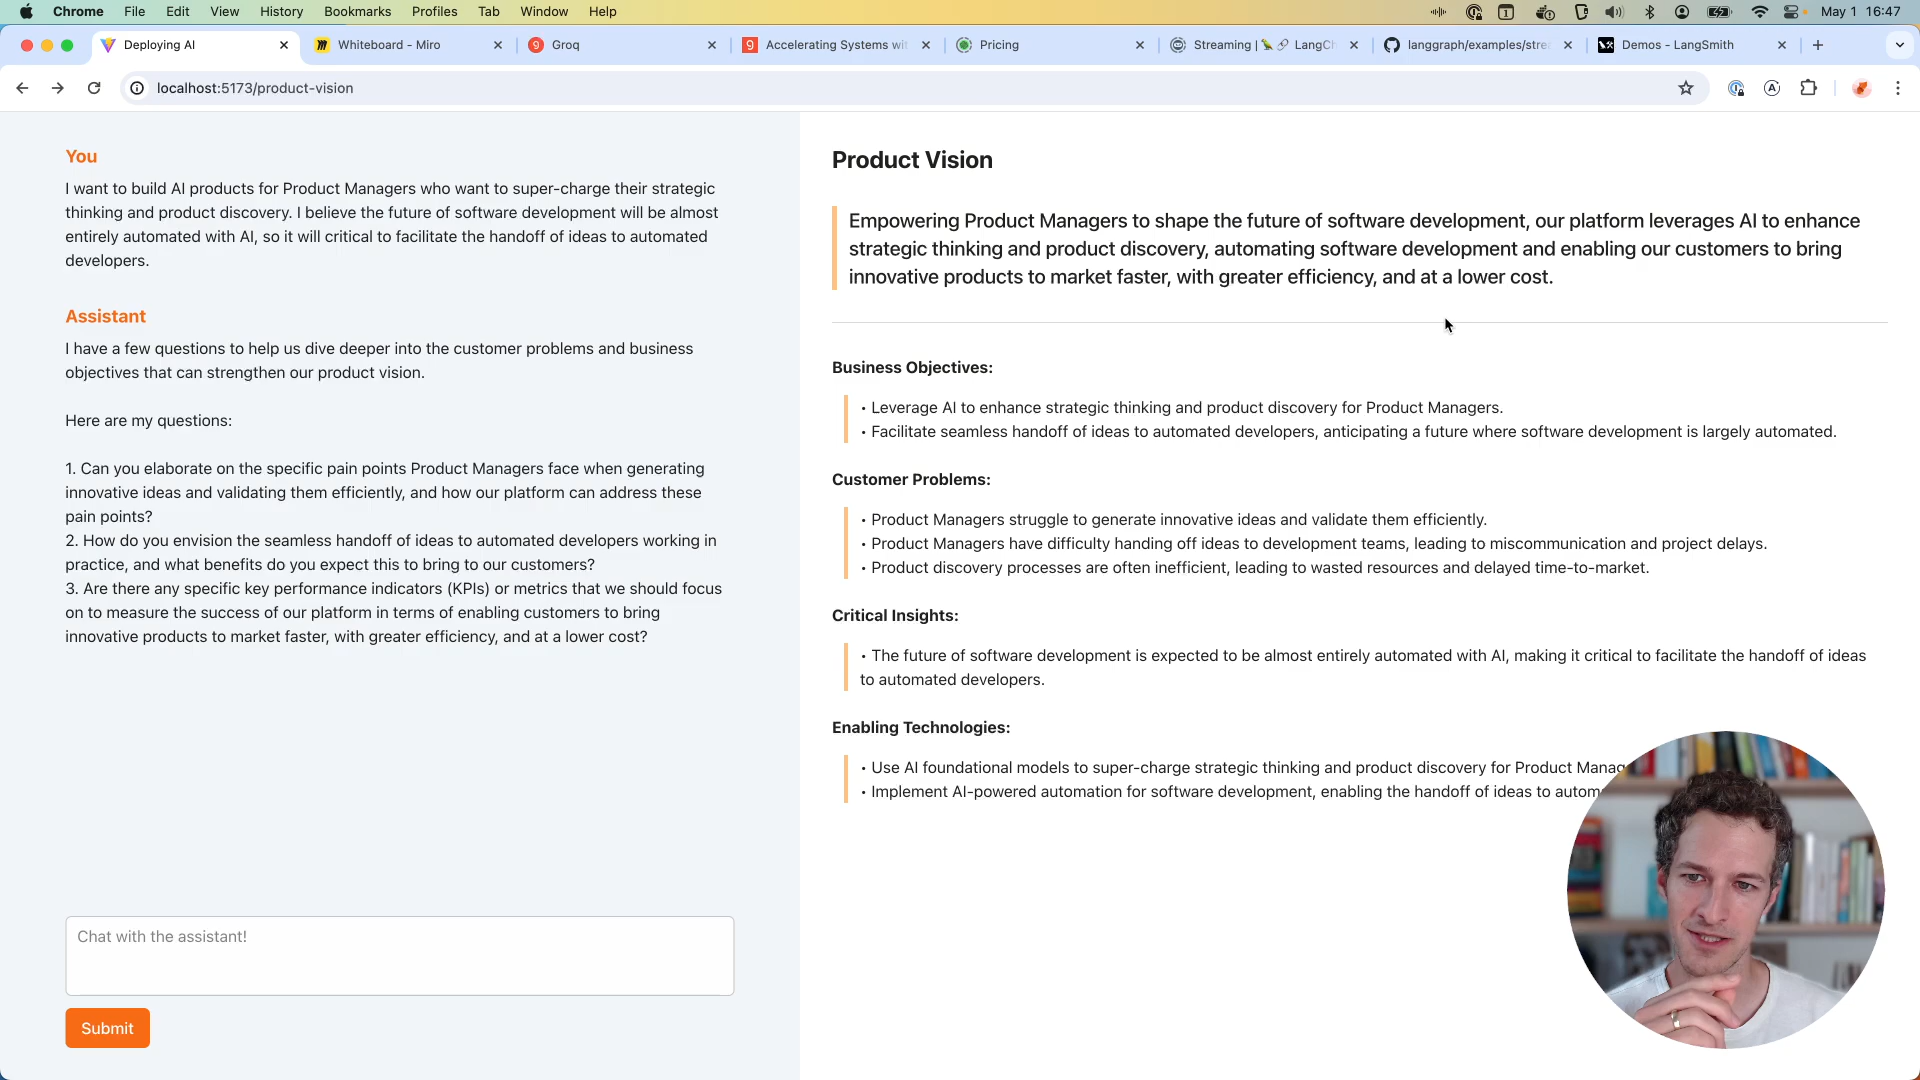 Chrome File Edit View History Bookmarks Profiles Tab Window Help May 1 16:47
Deploying AI Whiteboard - Miro Groq Accelerating Systems wit Pricing Streaming | LangCh langgraph/examples/stre Demos - LangSmith
localhost:5173/product-vision
You
I want to build AI products for Product Managers who want to super-charge their strategic
thinking and product discovery. I believe the future of software development will be almost
entirely automated with AI, so it will critical to facilitate the handoff of ideas to automated
developers.
Assistant
I have a few questions to help us dive deeper into the customer problems and business
objectives that can strengthen our product vision.
Here are my questions:
1. Can you elaborate on the specific pain points Product Managers face when generating
innovative ideas and validating them efficiently, and how our platform can address these
pain points?
2. How do you envision the seamless handoff of ideas to automated developers working in
practice, and what benefits do you expect this to bring to our customers?
3. Are there any specific key performance indicators (KPIs) or metrics that we should focus
on to measure the success of our platform in terms of enabling customers to bring
innovative products to market faster, with greater efficiency, and at a lower cost?
Chat with the assistant!
Submit
Product Vision
Empowering Product Managers to shape the future of software development, our platform leverages AI to enhance
strategic thinking and product discovery, automating software development and enabling our customers to bring
innovative products to market faster, with greater efficiency, and at a lower cost.
Business Objectives:
• Leverage AI to enhance strategic thinking and product discovery for Product Managers.
• Facilitate seamless handoff of ideas to automated developers, anticipating a future where software development is largely automated.
Customer Problems:
• Product Managers struggle to generate innovative ideas and validate them efficiently.
• Product Managers have difficulty handing off ideas to development teams, leading to miscommunication and project delays.
• Product discovery processes are often inefficient, leading to wasted resources and delayed time-to-market.
Critical Insights:
• The future of software development is expected to be almost entirely automated with AI, making it critical to facilitate the handoff of ideas
to automated developers.
Enabling Technologies:
• Use AI foundational models to super-charge strategic thinking and product discovery for Product Manag
• Implement AI-powered automation for software development, enabling the handoff of ideas to autom